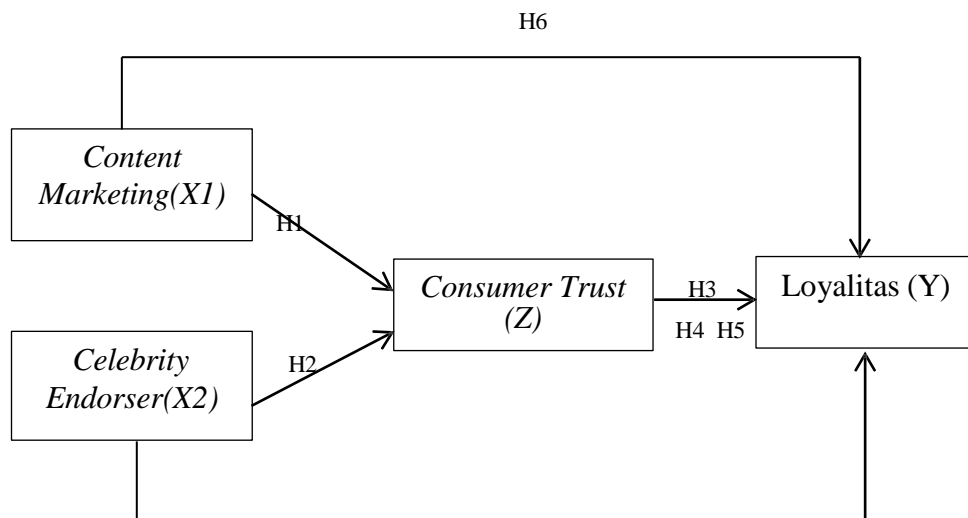 H6
Content
Marketing(X1)
H1
Consumer Trust
(Z)
H3
H4 H5
Loyalitas (Y)
Celebrity
Endorser(X2)
H2